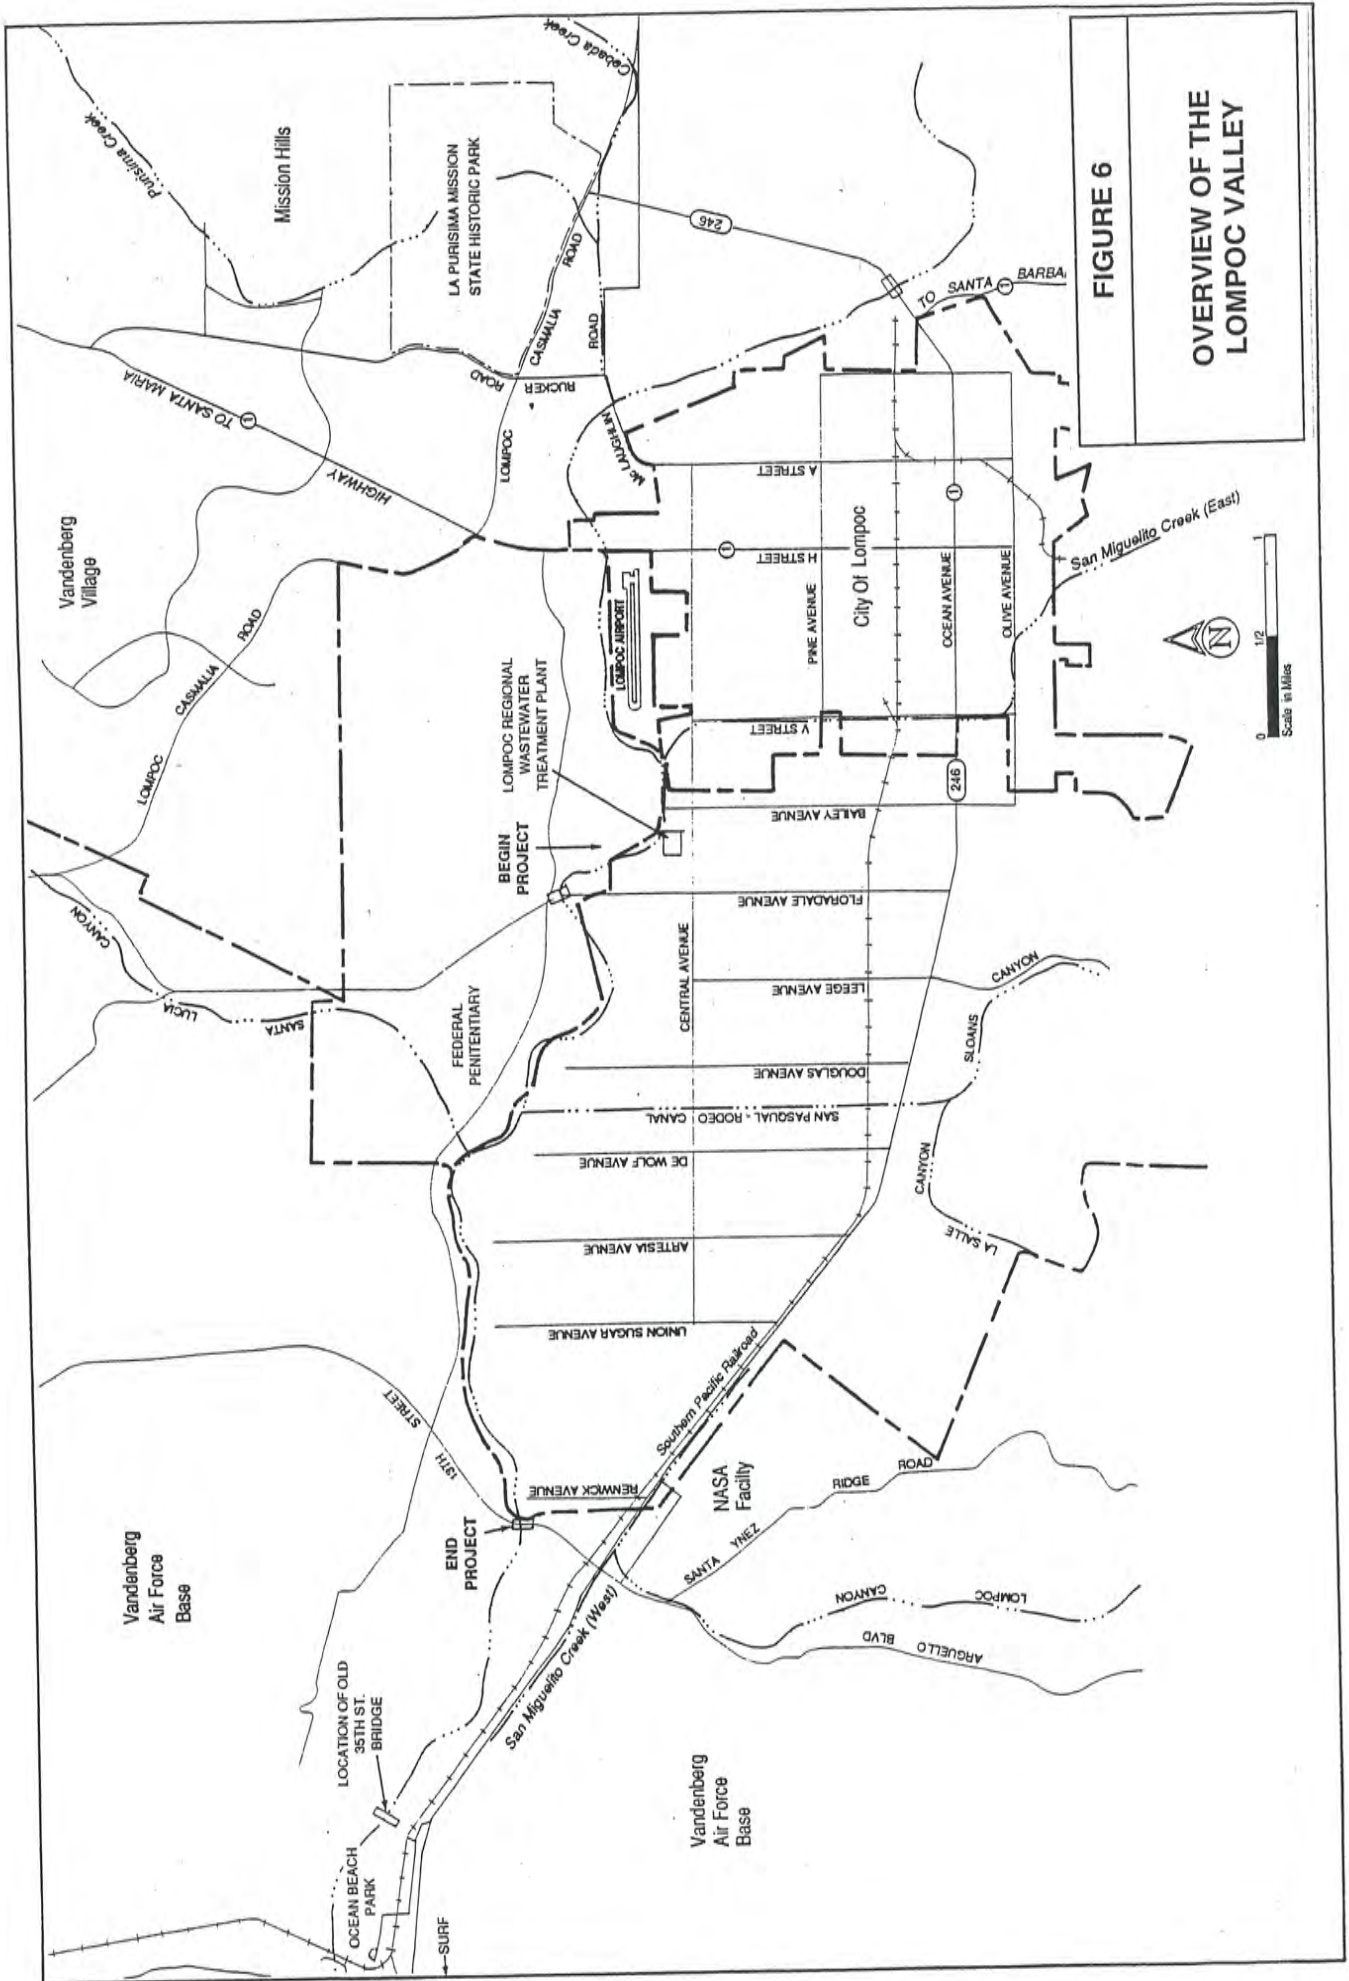 FIGURE 6
OVERVIEW OF THE
LOMPOC VALLEY
Vandenberg
Air Force
Base
Vandenberg
Village
Mission Hills
Purisima Creek
Cebada Creek
LA PURISIMA MISSION
STATE HISTORIC PARK
TO SANTA MARIA
1
HIGHWAY
LOMPOC
CASMALIA
ROAD
LOMPOC
CASMALIA
ROAD
RUCKER
ROAD
ROAD
Mc LAUGHLIN
246
TO SANTA
1
BARBA
CANYON
LUCIA
SANTA
FEDERAL
PENITENTIARY
BEGIN
PROJECT
LOMPOC REGIONAL
WASTEWATER
TREATMENT PLANT
LOMPOC AIRPORT
13TH
STREET
END
PROJECT
LOCATION OF OLD
35TH ST.
BRIDGE
OCEAN BEACH
PARK
SURF
San Miguelito Creek (West)
Southern Pacific Railroad
RENWICK AVENUE
UNION SUGAR AVENUE
ARTESIA AVENUE
DE WOLF AVENUE
SAN PASQUAL - RODEO CANAL
DOUGLAS AVENUE
LEEGE AVENUE
CENTRAL AVENUE
FLORADALE AVENUE
BAILEY AVENUE
V STREET
H STREET
1
A STREET
PINE AVENUE
City Of Lompoc
OCEAN AVENUE
1
OLIVE AVENUE
246
San Miguelito Creek (East)
NASA
Facilty
SANTA
YNEZ
RIDGE
ROAD
LOMPOC
CANYON
ARGUELLO
BLVD
LA SALLE
CANYON
SLOANS
CANYON
Vandenberg
Air Force
Base
N
0
1/2
1
Scale in Miles